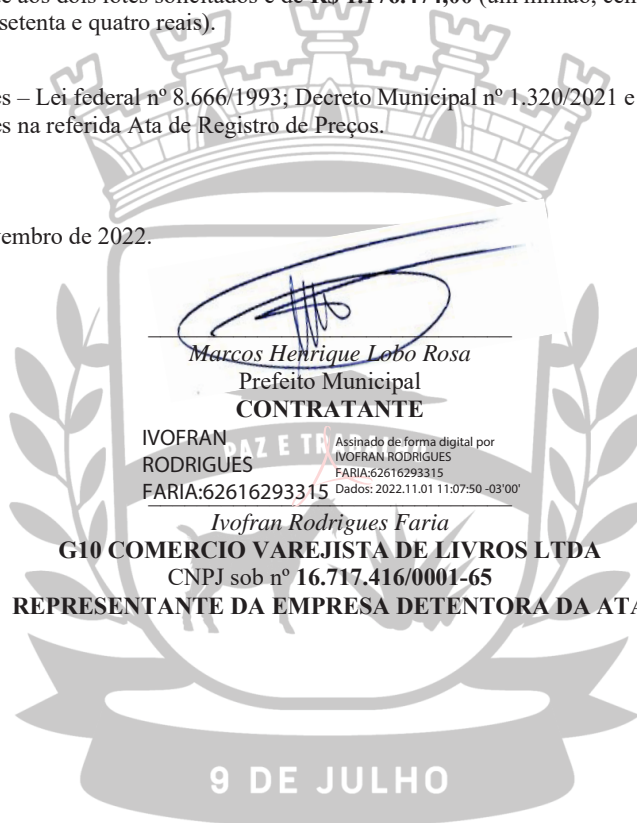 aos dois lotes solicitados é de R$ 1.176.474,00 (um milhão, cen
setenta e quatro reais).
es – Lei federal nº 8.666/1993; Decreto Municipal nº 1.320/2021 e
es na referida Ata de Registro de Preços.
vembro de 2022.
Marcos Henrique Lobo Rosa
Prefeito Municipal
CONTRATANTE
IVOFRAN
RODRIGUES
FARIA:62616293315
Assinado de forma digital por
IVOFRAN RODRIGUES
FARIA:62616293315
Dados: 2022.11.01 11:07:50 -03'00'
PAZ E TR
Ivofran Rodrigues Faria
G10 COMERCIO VAREJISTA DE LIVROS LTDA
CNPJ sob nº 16.717.416/0001-65
REPRESENTANTE DA EMPRESA DETENTORA DA ATA
9 DE JULHO